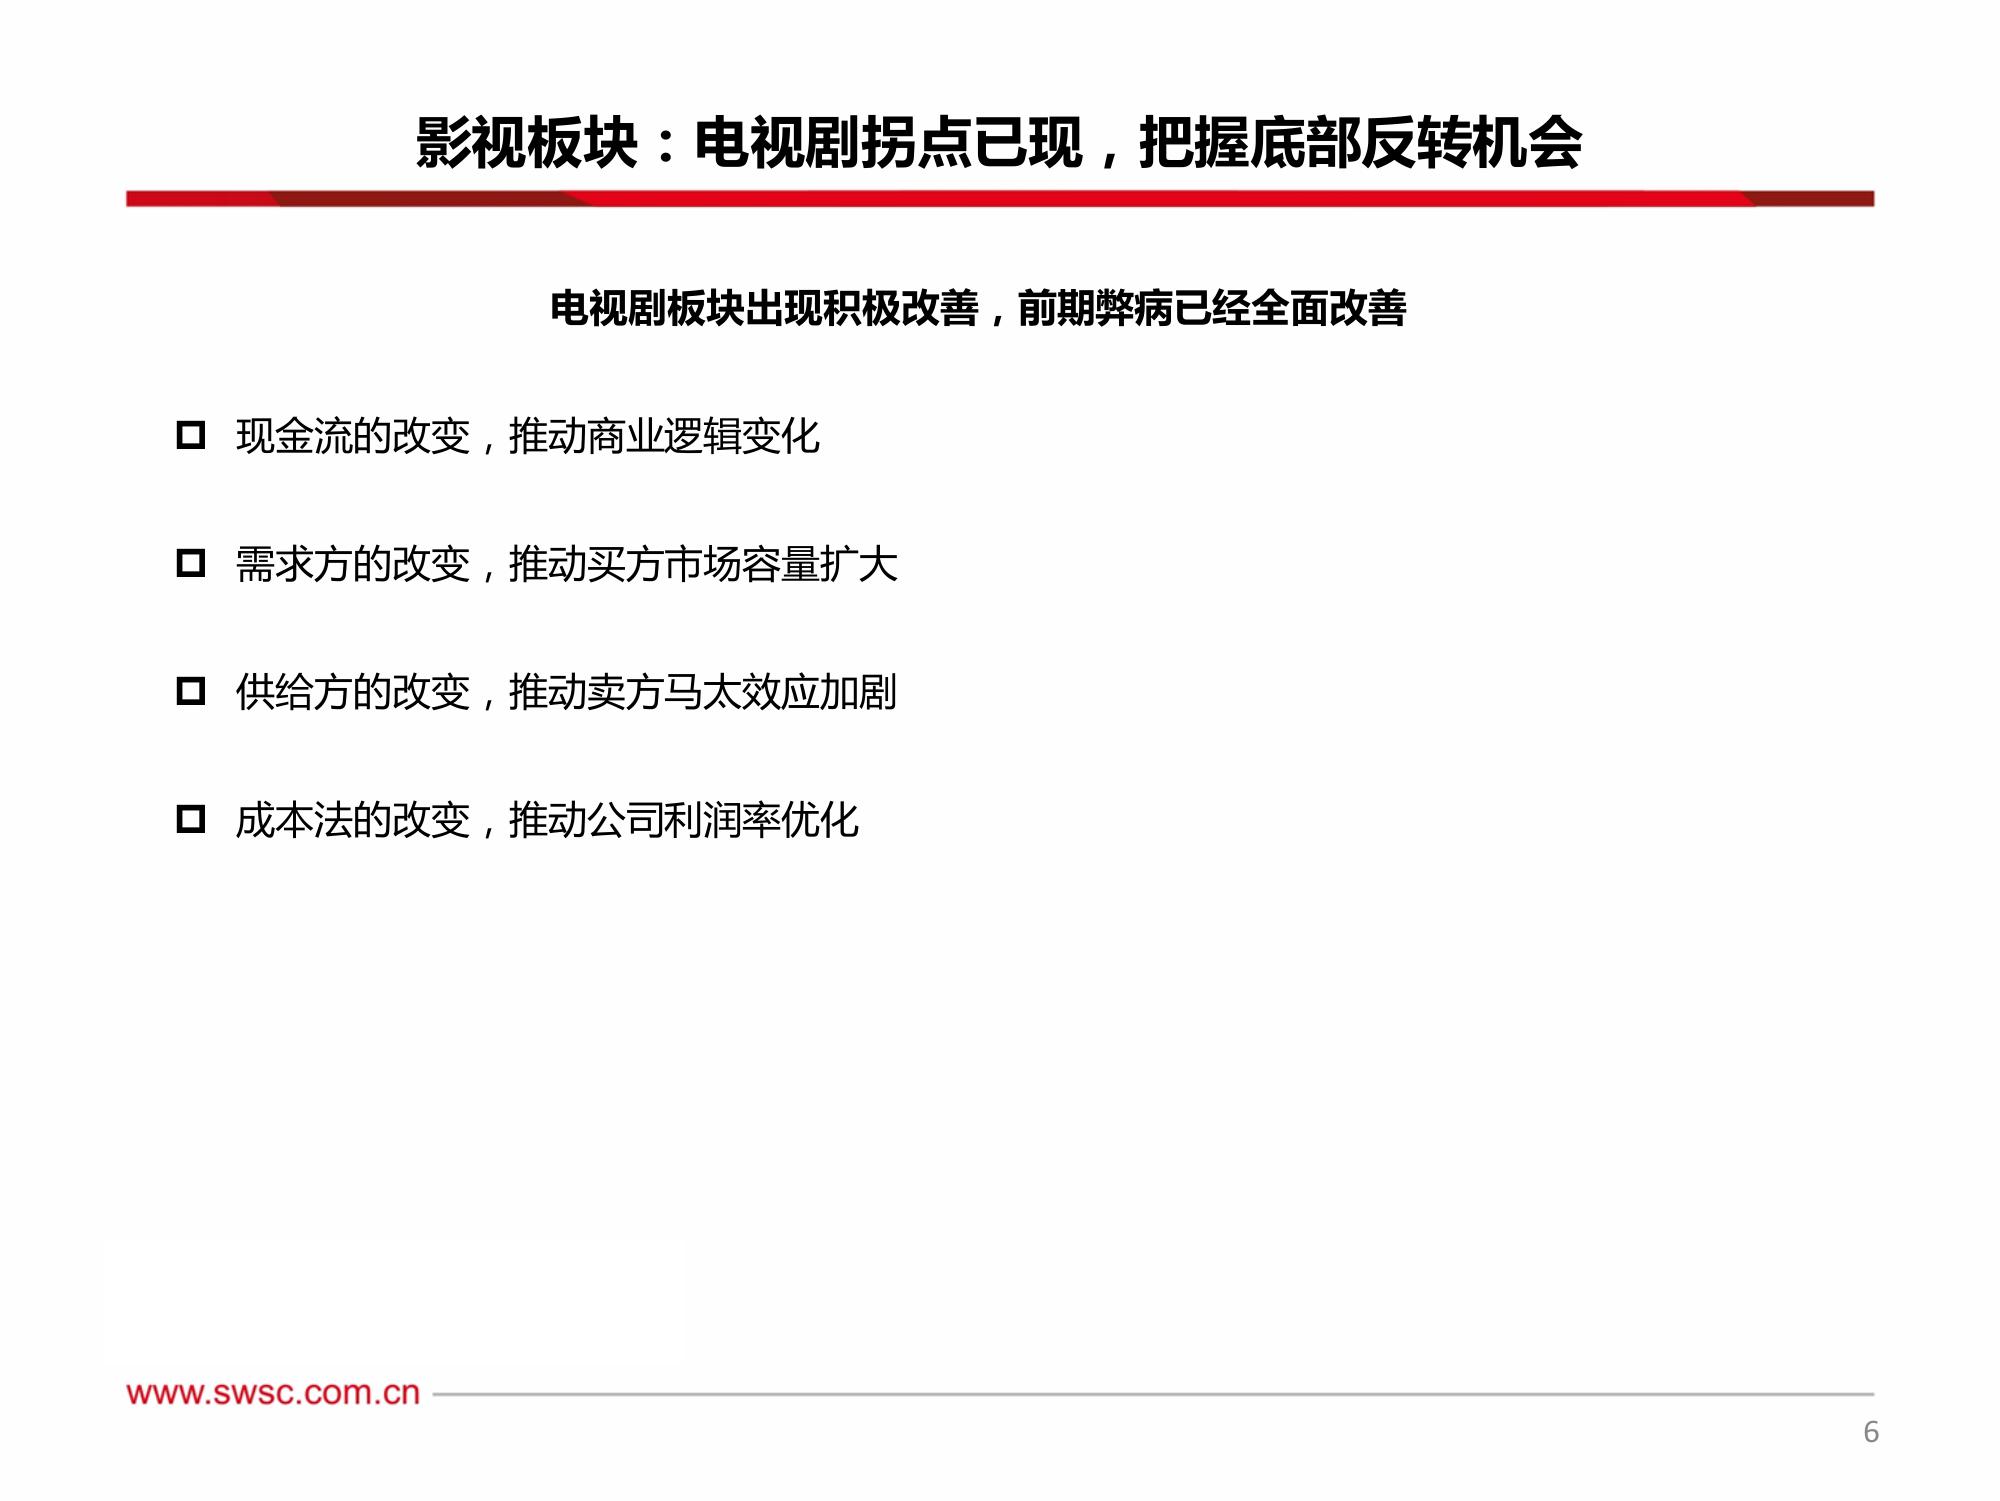 影视板块：电视剧拐点已现，把握底部反转机会
电视剧板块出现积极改善，前期弊病已经全面改善
现金流的改变，推动商业逻辑变化
需求方的改变，推动买方市场容量扩大
供给方的改变，推动卖方马太效应加剧
成本法的改变，推动公司利润率优化
www.swsc.com.cn
6